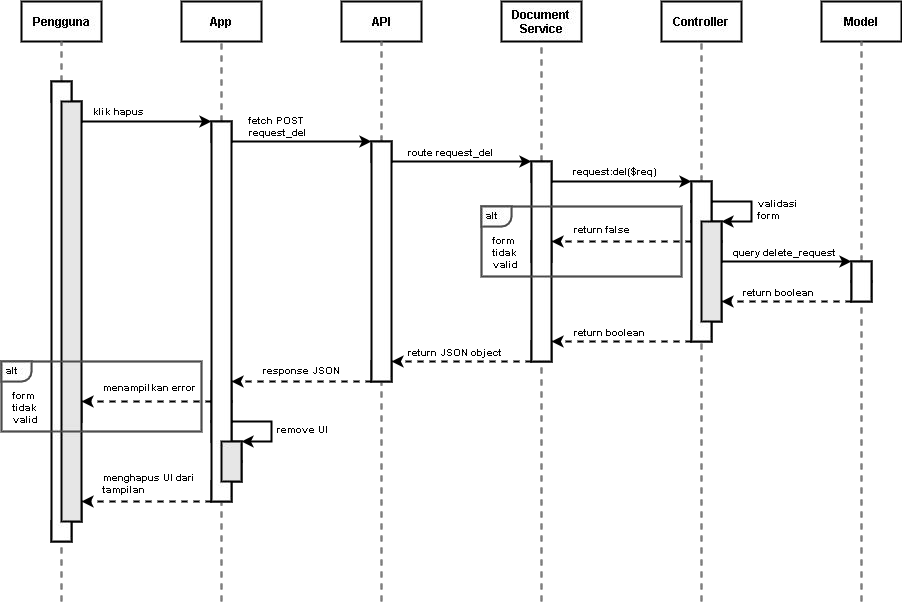 Pengguna
App
API
Document
Service
Controller
Model
klik hapus
fetch POST
request_del
route request_del
request:del($req)
validasi
form
alt
form
tidak
valid
return false
query delete_request
return boolean
return boolean
return JSON object
response JSON
alt
form
tidak
valid
menampilkan error
remove UI
menghapus UI dari
tampilan